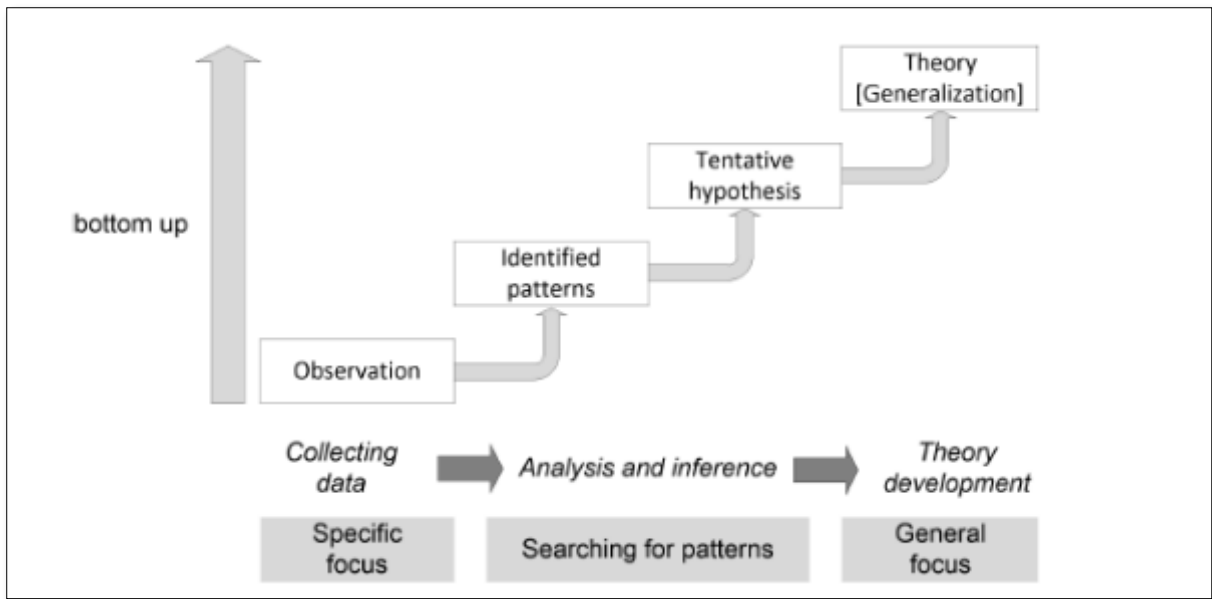 Theory
[Generalization]
Tentative
hypothesis
bottom up
Identified
patterns
Observation
Collecting
data
Analysis and inference
Theory
development
Specific
focus
Searching for patterns
General
focus